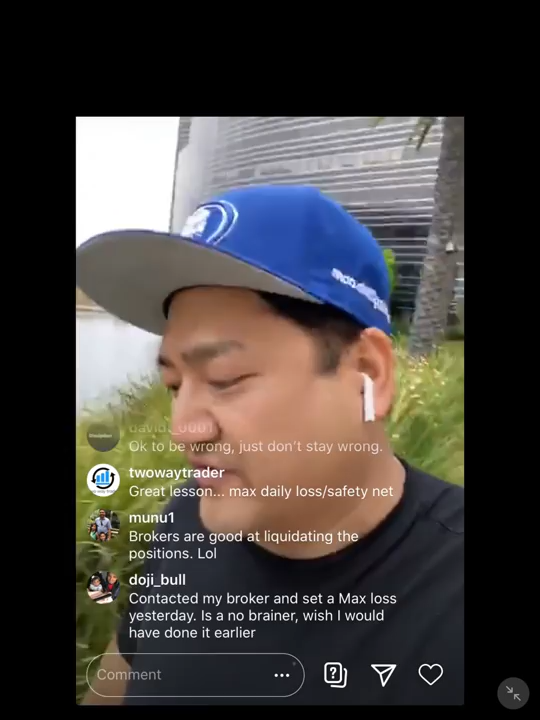 Ok to be wrong, just don't stay wrong.
twowaytrader
Great lesson... max daily loss/safety net
munu1
Brokers are good at liquidating the
positions. Lol
doji_bull
Contacted my broker and set a Max loss
yesterday. Is a no brainer, wish I would
have done it earlier
Comment